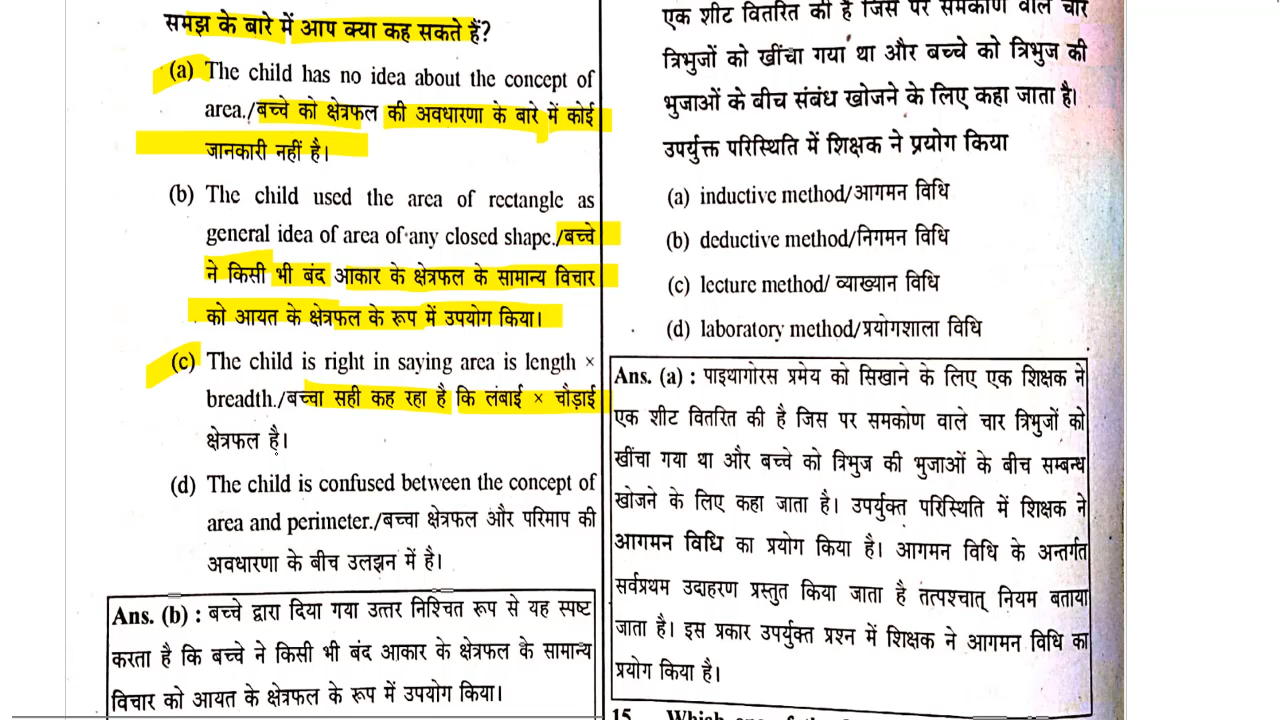 समझ के बारे में आप क्या कह सकते हैं?
(a) The child has no idea about the concept of
area./बच्चे को क्षेत्रफल की अवधारणा के बारे में कोई
जानकारी नहीं है।
(b) The child used the area of rectangle as
general idea of area of any closed shape./बच्चे
ने किसी भी बंद आकार के क्षेत्रफल के सामान्य विचार
को आयत के क्षेत्रफल के रूप में उपयोग किया।
(c) The child is right in saying area is length ×
breadth./बच्चा सही कह रहा है कि लंबाई × चौड़ाई
क्षेत्रफल है।
(d) The child is confused between the concept of
area and perimeter./बच्चा क्षेत्रफल और परिमाप की
अवधारणा के बीच उलझन में है।
Ans. (b) : बच्चे द्वारा दिया गया उत्तर निश्चित रूप से यह स्पष्ट
करता है कि बच्चे ने किसी भी बंद आकार के क्षेत्रफल के सामान्य
विचार को आयत के क्षेत्रफल के रूप में उपयोग किया।
एक शीट वितरित की है जिस पर समकोण वाले चार
त्रिभुजों को खींचा गया था और बच्चे को त्रिभुज की
भुजाओं के बीच संबंध खोजने के लिए कहा जाता है।
उपर्युक्त परिस्थिति में शिक्षक ने प्रयोग किया
(a) inductive method/आगमन विधि
(b) deductive method/निगमन विधि
(c) lecture method/ व्याख्यान विधि
(d) laboratory method/प्रयोगशाला विधि
Ans. (a) : पाइथागोरस प्रमेय को सिखाने के लिए एक शिक्षक ने
एक शीट वितरित की है जिस पर समकोण वाले चार त्रिभुजों को
खींचा गया था और बच्चे को त्रिभुज की भुजाओं के बीच सम्बन्ध
खोजने के लिए कहा जाता है। उपर्युक्त परिस्थिति में शिक्षक ने
आगमन विधि का प्रयोग किया है। आगमन विधि के अन्तर्गत
सर्वप्रथम उदाहरण प्रस्तुत किया जाता है तत्पश्चात् नियम बताया
जाता है। इस प्रकार उपर्युक्त प्रश्न में शिक्षक ने आगमन विधि का
प्रयोग किया है।
15. Which one of the